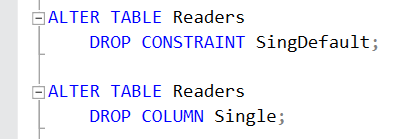 ALTER TABLE Readers
DROP CONSTRAINT SingDefault;
ALTER TABLE Readers
DROP COLUMN Single;